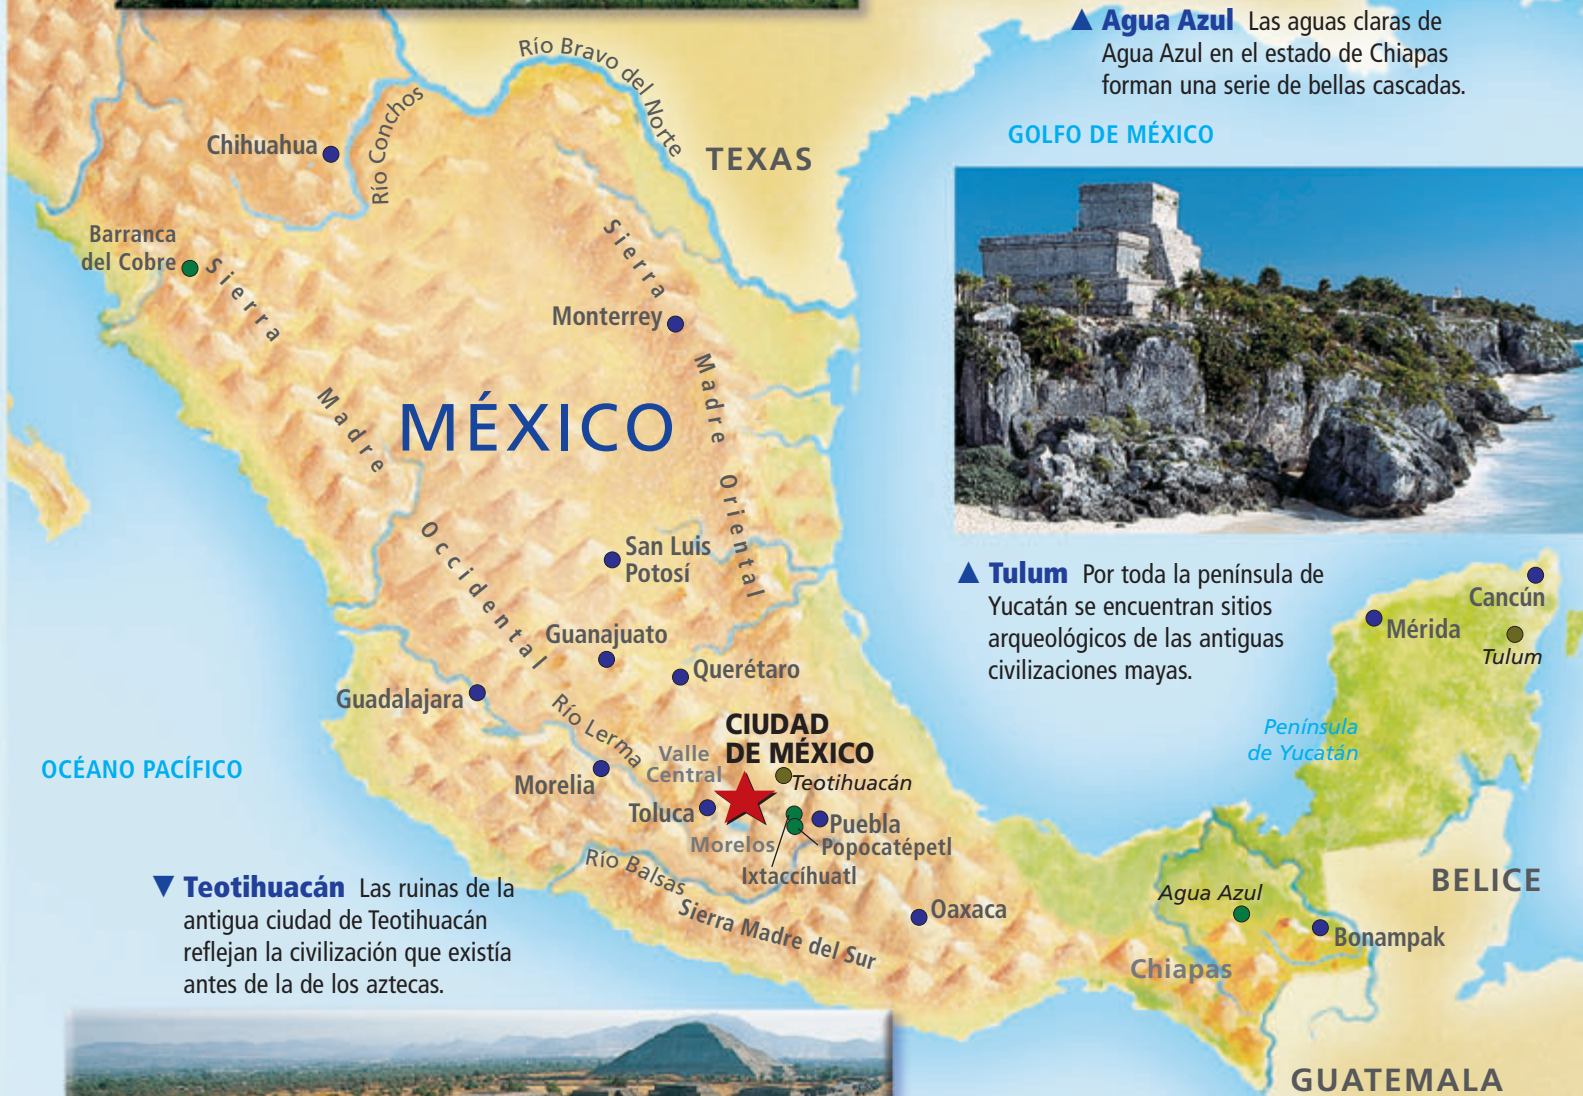 ▲ Agua Azul Las aguas claras de
Agua Azul en el estado de Chiapas
forman una serie de bellas cascadas.
Río Bravo del Norte
Río Conchos
Chihuahua
TEXAS
GOLFO DE MÉXICO
Barranca
del Cobre
Sierra Madre Occidental
Sierra Madre Oriental
Monterrey
MÉXICO
San Luis
Potosí
▲ Tulum Por toda la península de
Yucatán se encuentran sitios
arqueológicos de las antiguas
civilizaciones mayas.
Cancún
Mérida
Tulum
Península
de Yucatán
Guanajuato
Querétaro
Guadalajara
Río Lerma
CIUDAD
DE MÉXICO
Valle
Central
Teotihuacán
OCÉANO PACÍFICO
Morelia
Toluca
Puebla
Morelos
Popocatépetl
Ixtaccíhuatl
Río Balsas
Sierra Madre del Sur
Oaxaca
Agua Azul
BELICE
Bonampak
Chiapas
GUATEMALA
▼ Teotihuacán Las ruinas de la
antigua ciudad de Teotihuacán
reflejan la civilización que existía
antes de la de los aztecas.